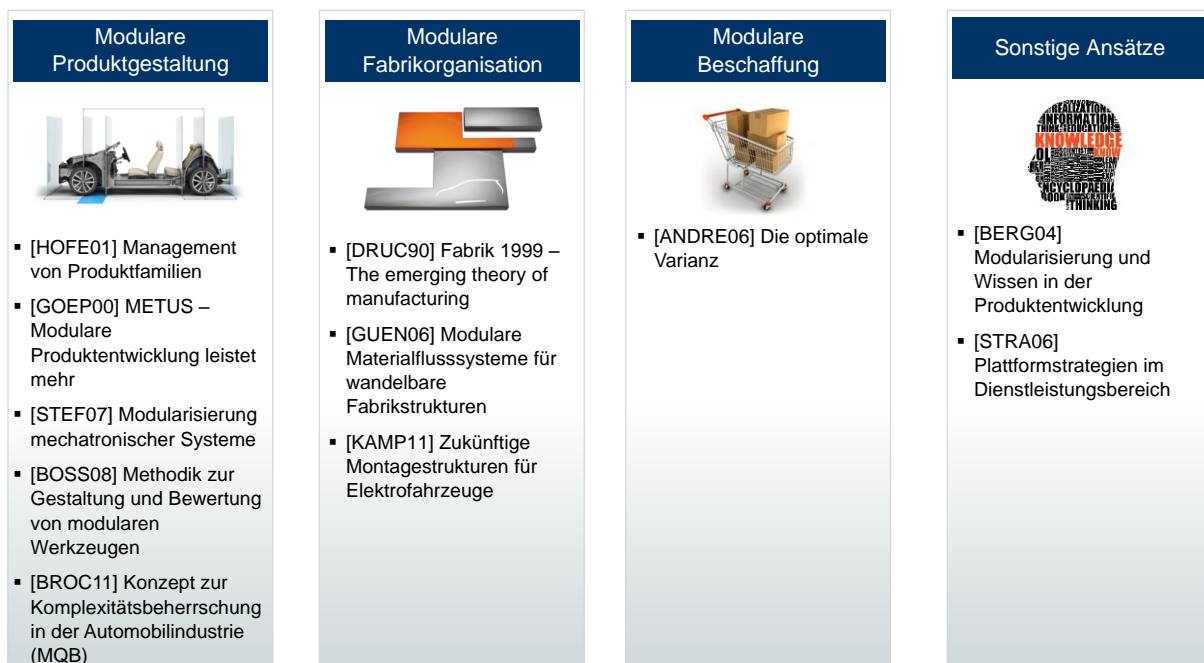 Modulare
Produktgestaltung
▪ [HOFE01] Management
von Produktfamilien
▪ [GOEP00] METUS –
Modulare
Produktentwicklung leistet
mehr
▪ [STEF07] Modularisierung
mechatronischer Systeme
▪ [BOSS08] Methodik zur
Gestaltung und Bewertung
von modularen
Werkzeugen
▪ [BROC11] Konzept zur
Komplexitätsbeherrschung
in der Automobilindustrie
(MQB)
Modulare
Fabrikorganisation
▪ [DRUC90] Fabrik 1999 –
The emerging theory of
manufacturing
▪ [GUEN06] Modulare
Materialflusssysteme für
wandelbare
Fabrikstrukturen
▪ [KAMP11] Zukünftige
Montagestrukturen für
Elektrofahrzeuge
Modulare
Beschaffung
▪ [ANDRE06] Die optimale
Varianz
Sonstige Ansätze
REALIZATION
INFORMATION
THINK EDUCATION
KNOWLEDGE
KNOW
THINKING
▪ [BERG04]
Modularisierung und
Wissen in der
Produktentwicklung
▪ [STRA06]
Plattformstrategien im
Dienstleistungsbereich